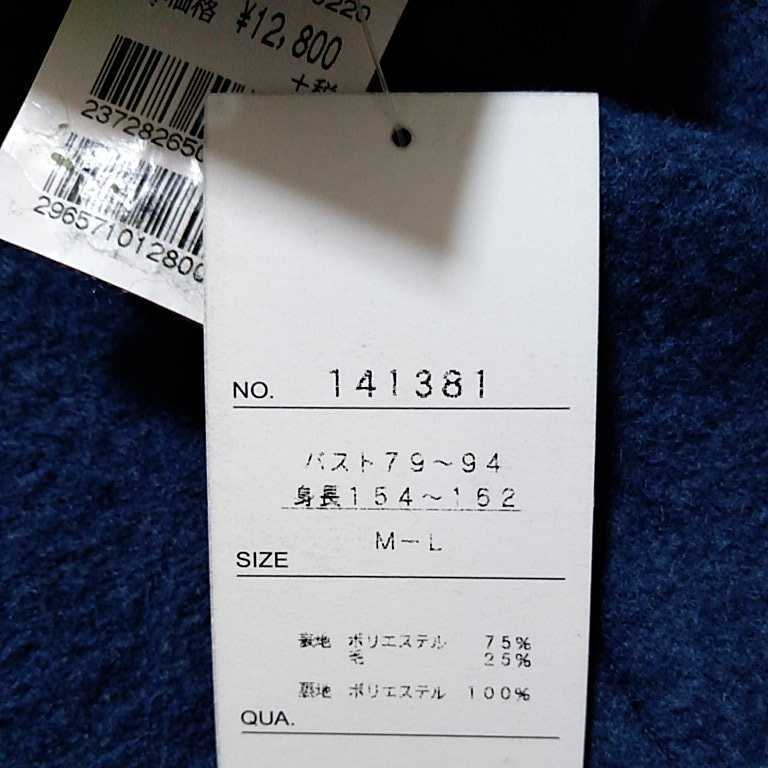 価格 ¥12,800
+税
NO. 141381
バスト79～94
身長154～162
M－L
SIZE
表地 ポリエステル 75%
毛 25%
裏地 ポリエステル 100%
QUA.
296571012800